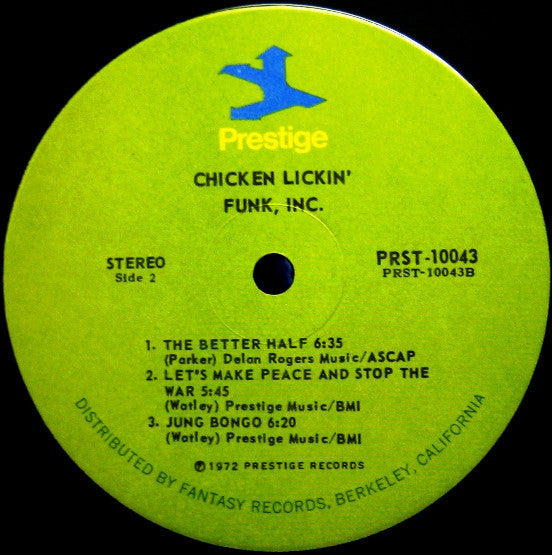 Prestige
CHICKEN LICKIN'
FUNK, INC.
STEREO
Side 2
PRST-10043
PRST-10043B
1. THE BETTER HALF 6:35
(Parker) Delan Rogers Music/ASCAP
2. LET'S MAKE PEACE AND STOP THE
WAR 5:45
(Watley) Prestige Music/BMI
3. JUNG BONGO 6:20
(Watley) Prestige Music/BMI
℗1972 PRESTIGE RECORDS
DISTRIBUTED BY FANTASY RECORDS, BERKELEY, CALIFORNIA